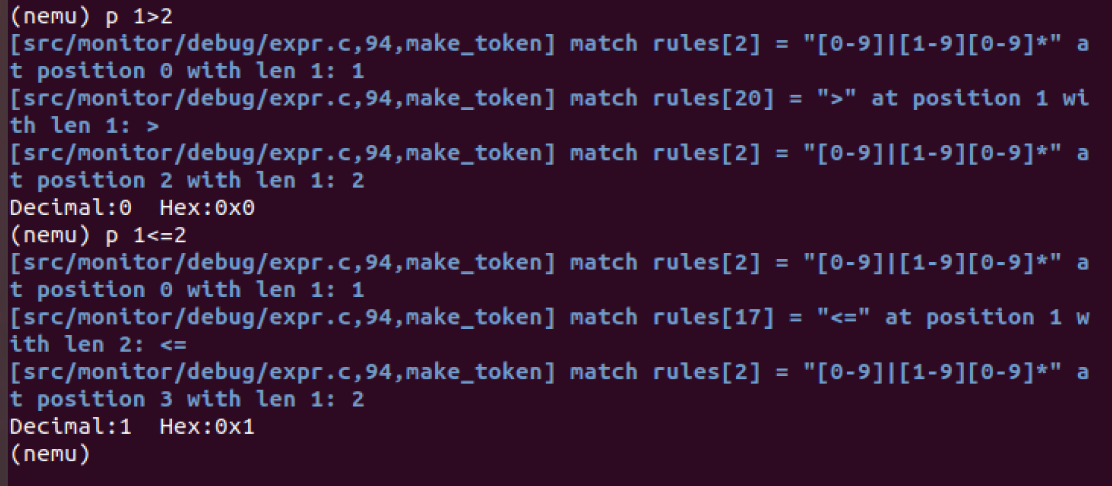 (nemu) p 1>2
[src/monitor/debug/expr.c,94,make_token] match rules[2] = "[0-9]|[1-9][0-9]*" a
t position 0 with len 1: 1
[src/monitor/debug/expr.c,94,make_token] match rules[20] = ">" at position 1 wi
th len 1: >
[src/monitor/debug/expr.c,94,make_token] match rules[2] = "[0-9]|[1-9][0-9]*" a
t position 2 with len 1: 2
Decimal:0  Hex:0x0
(nemu) p 1<=2
[src/monitor/debug/expr.c,94,make_token] match rules[2] = "[0-9]|[1-9][0-9]*" a
t position 0 with len 1: 1
[src/monitor/debug/expr.c,94,make_token] match rules[17] = "<=" at position 1 w
ith len 2: <=
[src/monitor/debug/expr.c,94,make_token] match rules[2] = "[0-9]|[1-9][0-9]*" a
t position 3 with len 1: 2
Decimal:1  Hex:0x1
(nemu)